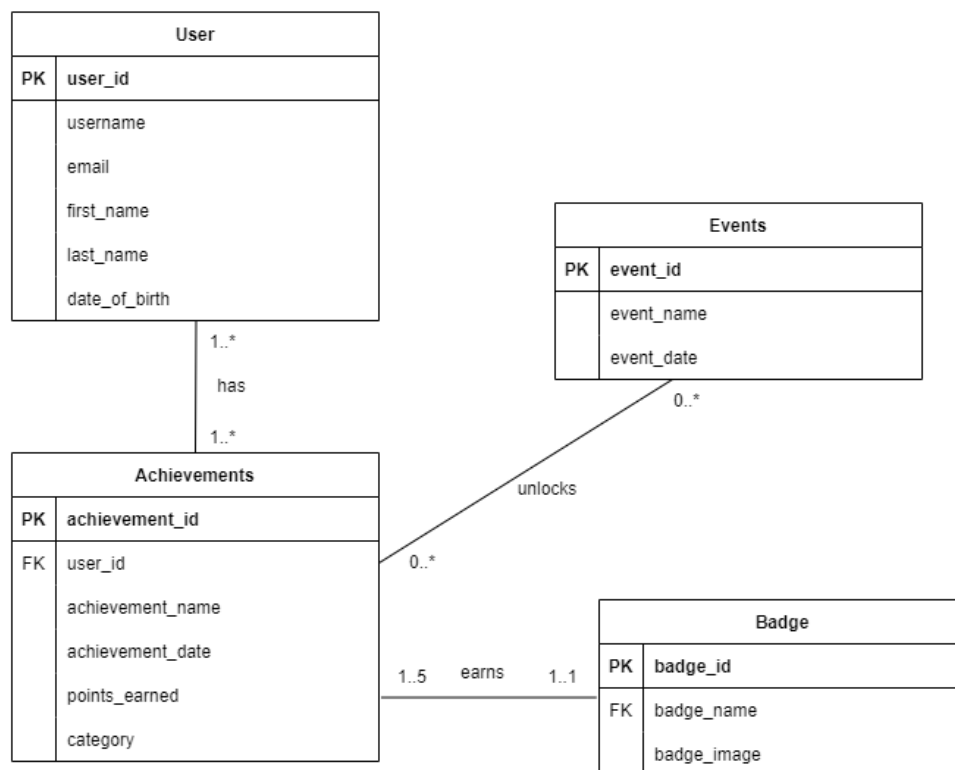 User
PK user_id
username
email
first_name
last_name
date_of_birth
1..*
has
1..*
Events
PK event_id
event_name
event_date
0..*
unlocks
0..*
Achievements
PK achievement_id
FK user_id
achievement_name
achievement_date
points_earned
category
1..5 earns 1..1
Badge
PK badge_id
FK badge_name
badge_image